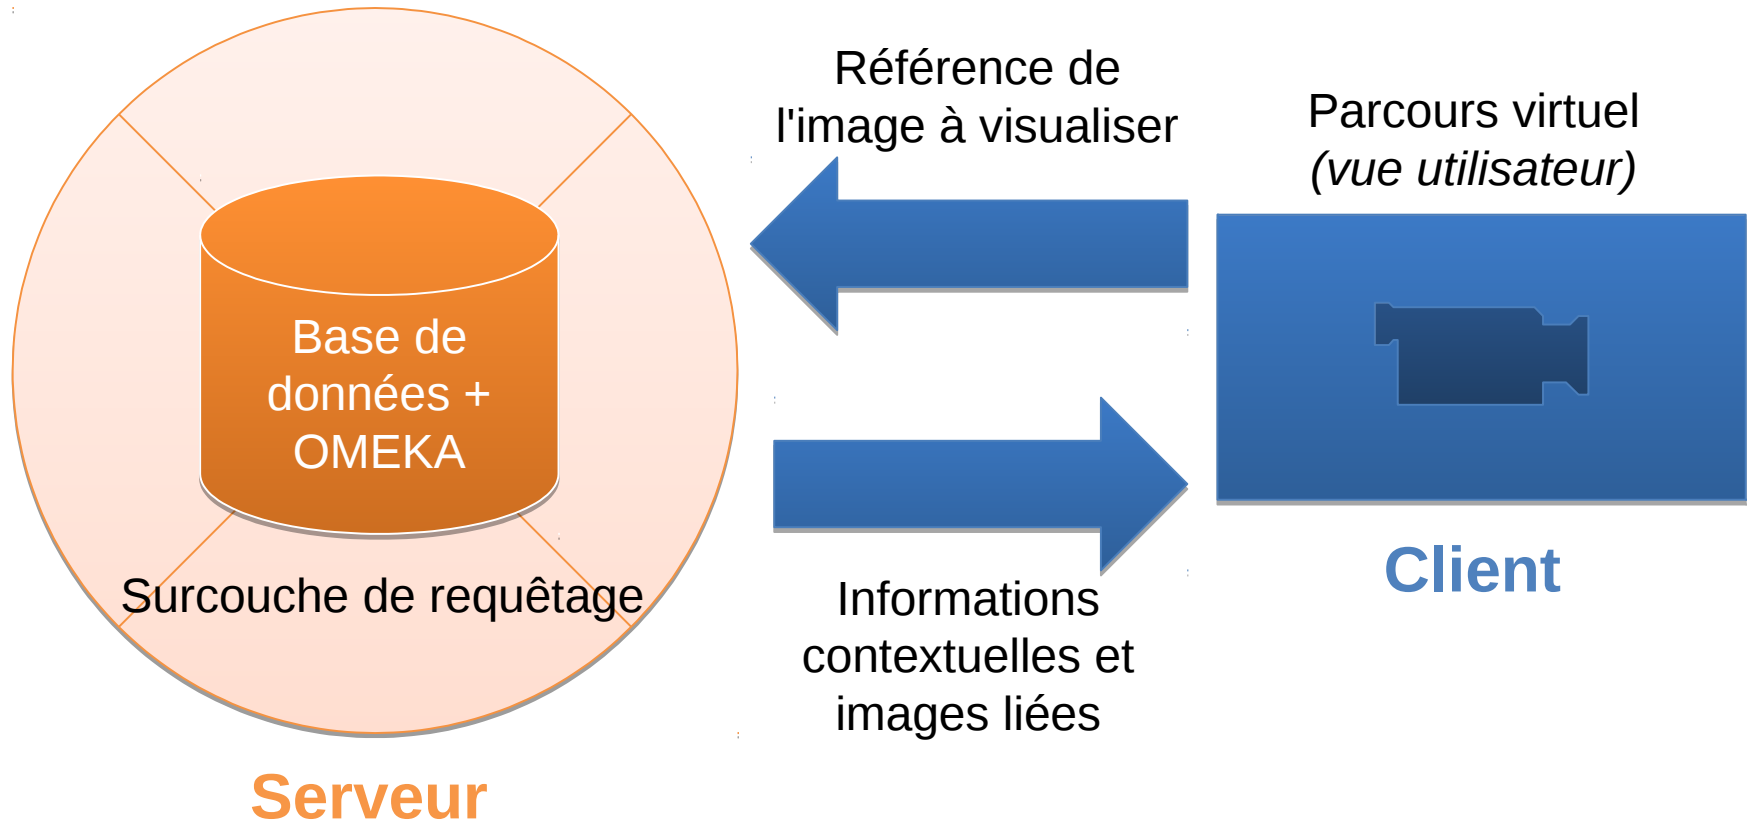 Référence de
l'image à visualiser
Parcours virtuel
(vue utilisateur)
Base de
données +
OMEKA
Surcouche de requêtage
Informations
contextuelles et
images liées
Client
Serveur